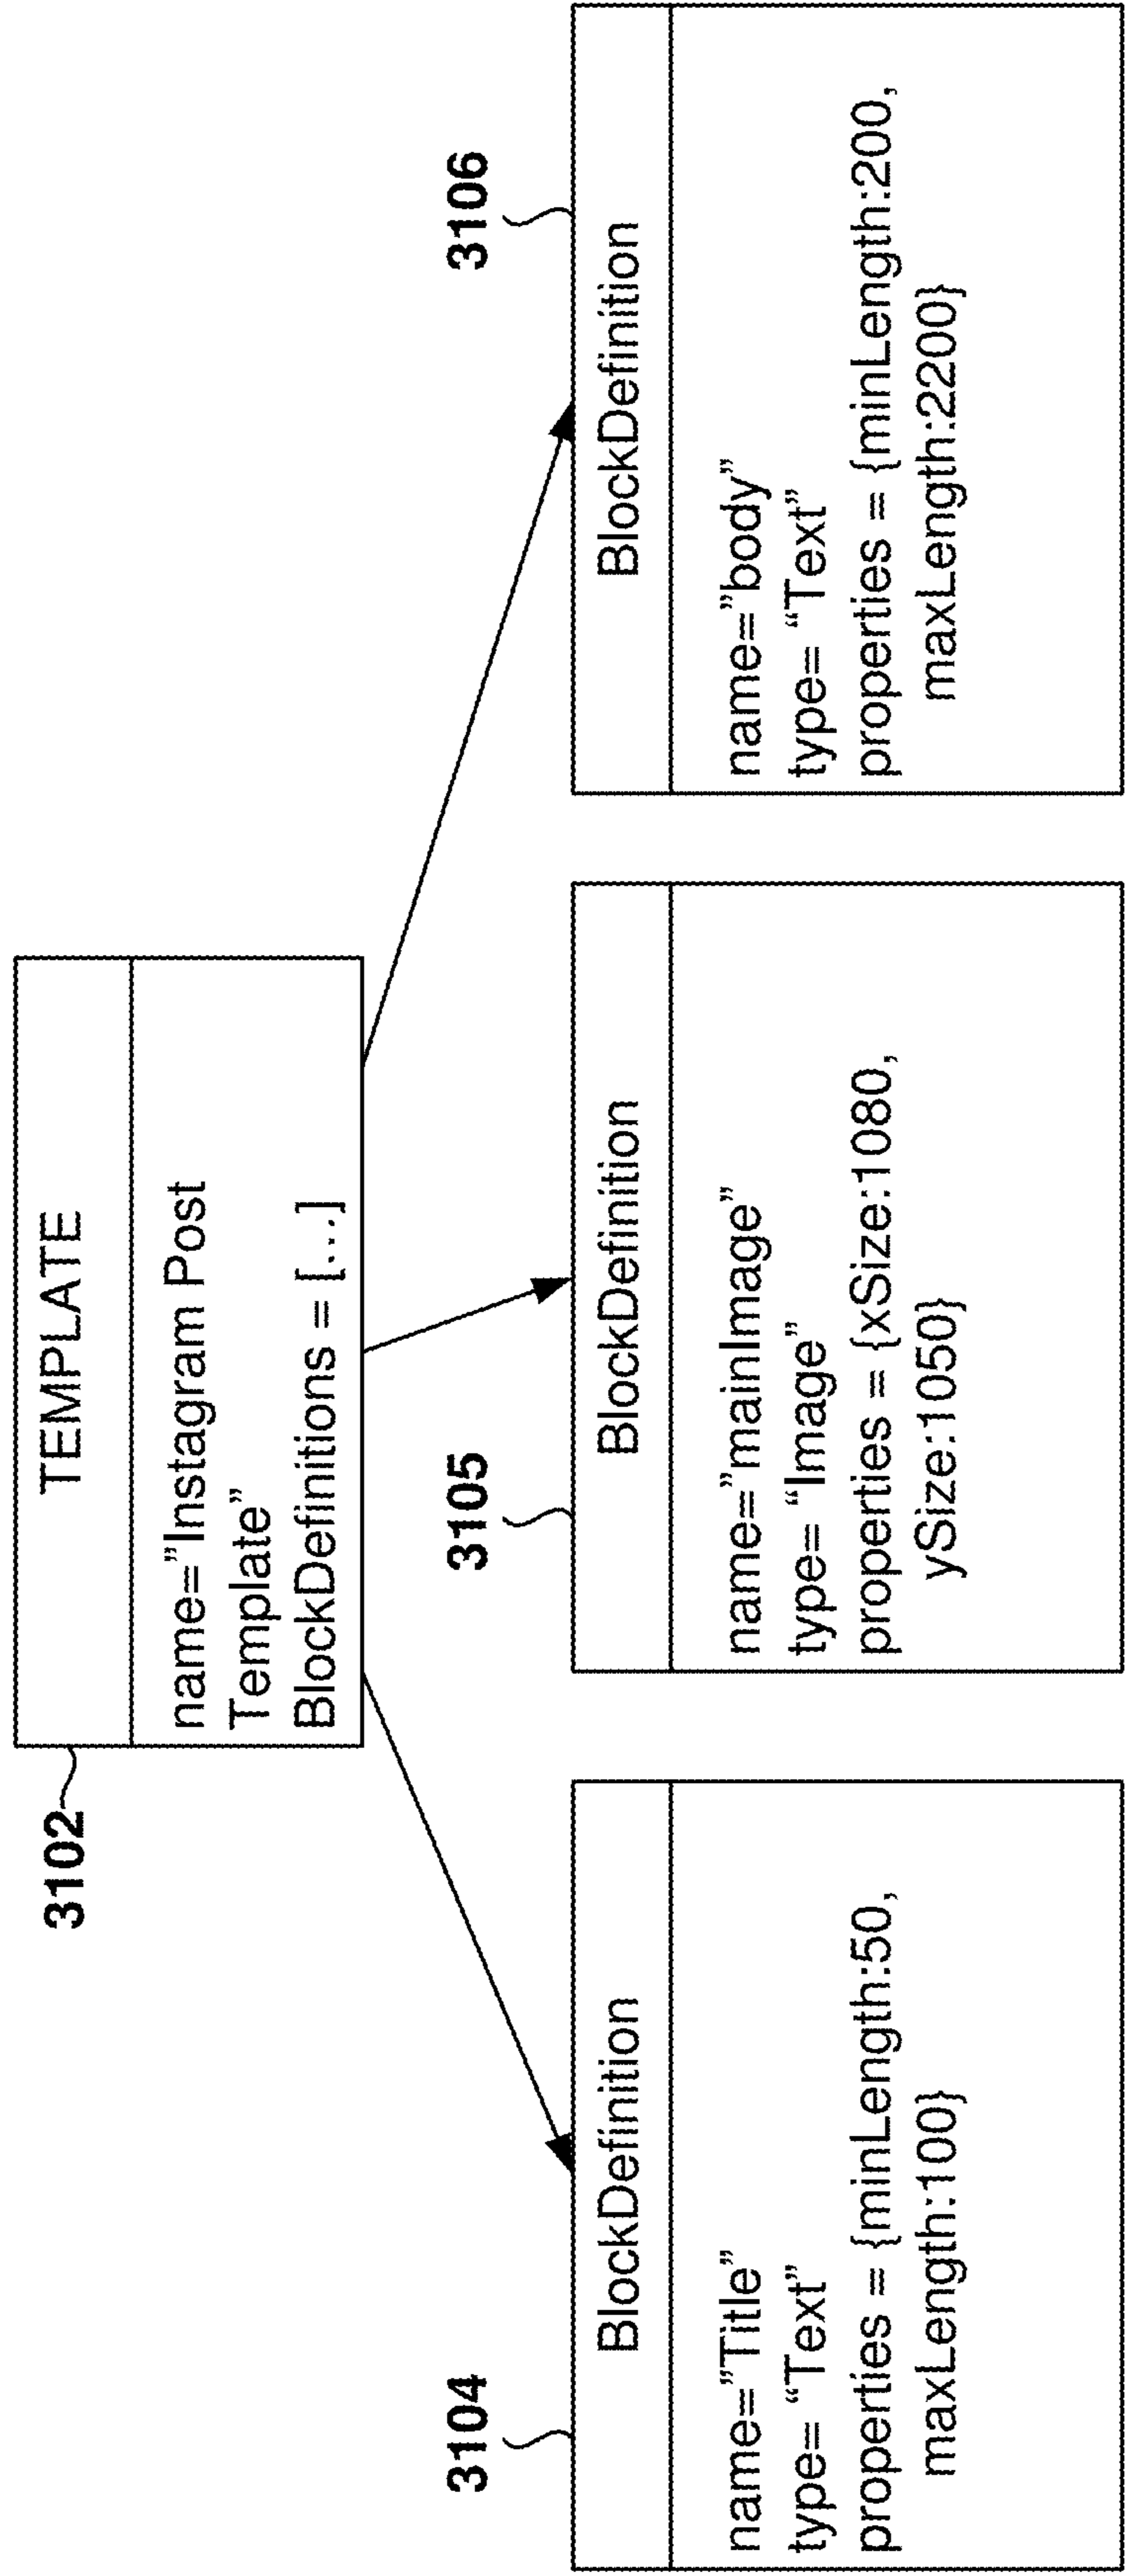 3102
TEMPLATE
name=”Instagram Post
Template”
BlockDefinitions = [...]
3104
BlockDefinition
name=”Title”
type= “Text”
properties = {minLength:50,
maxLength:100}
3105
BlockDefinition
name=”mainImage”
type= “Image”
properties = {xSize:1080,
ySize:1050}
3106
BlockDefinition
name=”body”
type= “Text”
properties = {minLength:200,
maxLength:2200}